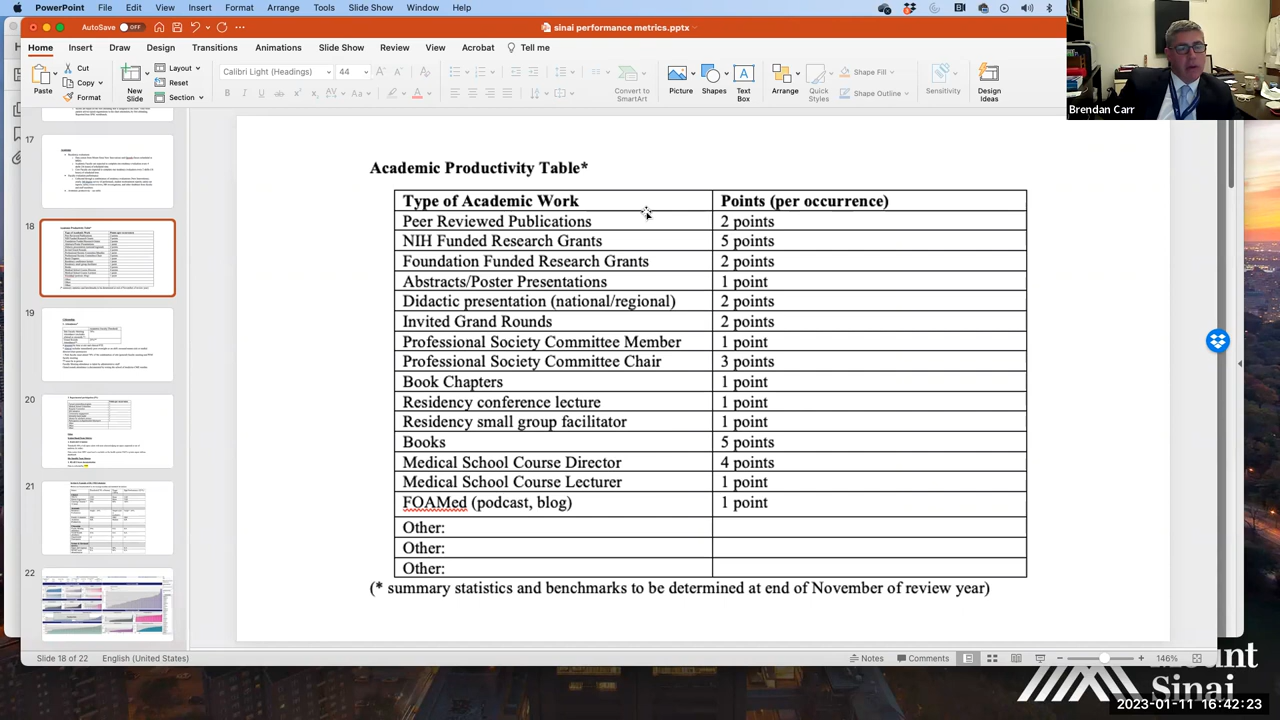 PowerPoint File Edit View Insert Format Arrange Tools Slide Show Window Help
AutoSave OFF sinai performance metrics.pptx
Home Insert Draw Design Transitions Animations Slide Show Review View Acrobat Tell me
Paste Cut Copy Format New Slide Layout Reset Section Calibri Light (Headings) 44 Convert to SmartArt Picture Shapes Text Box Arrange Quick Styles Shape Fill Shape Outline Sensitivity Design Ideas
Brendan Carr
17
18
19
20
21
22
Academic Productivity Table*
Type of Academic Work Points (per occurrence)
Peer Reviewed Publications 2 points
NIH Funded Research Grants 5 points
Foundation Funded Research Grants 2 points
Abstracts/Poster Presentations 1 point
Didactic presentation (national/regional) 2 points
Invited Grand Rounds 2 points
Professional Society Committee Member 1 point
Professional Society Committee Chair 3 points
Book Chapters 1 point
Residency conference lecture 1 point
Residency small group facilitator 1 point
Books 5 points
Medical School Course Director 4 points
Medical School Course Lecturer 1 point
FOAMed (podcast, blog) 1 point
Other:
Other:
Other:
(* summary statistics and benchmarks to be determined at end of November of review year)
Slide 18 of 22 English (United States) Notes Comments 146%
Sinai
2023-01-11 16:42:23